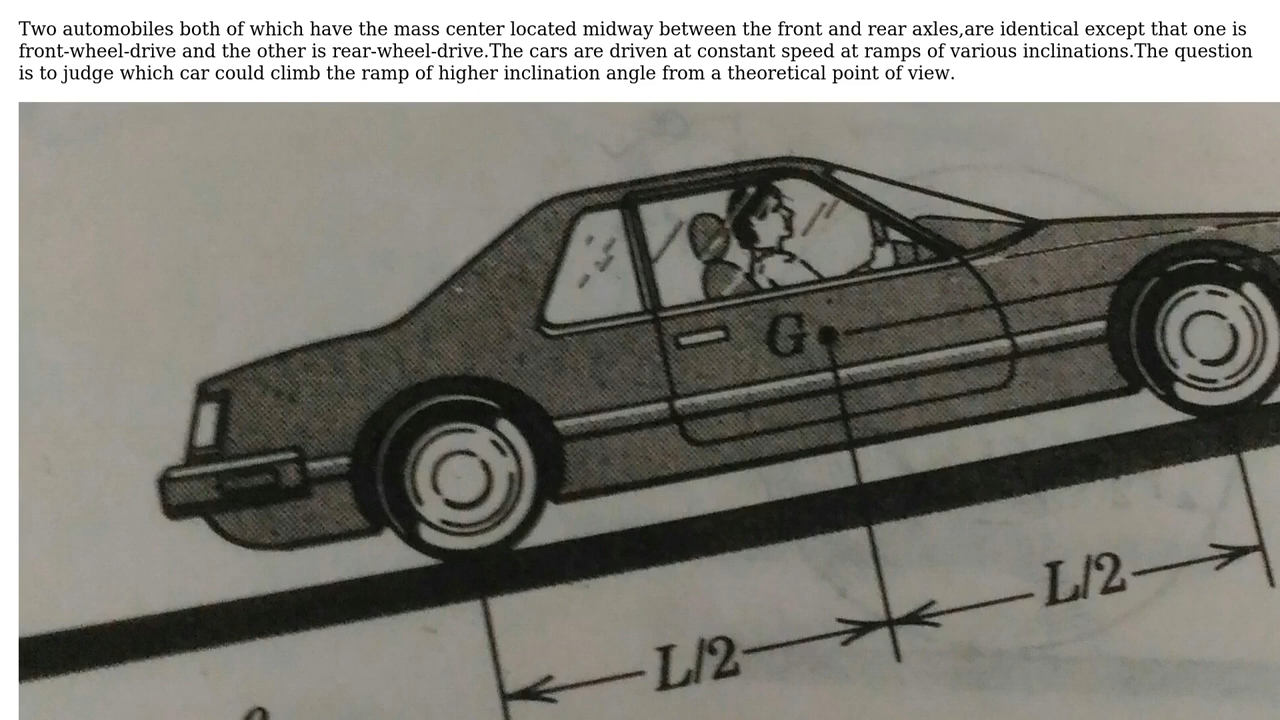 Two automobiles both of which have the mass center located midway between the front and rear axles,are identical except that one is
front-wheel-drive and the other is rear-wheel-drive.The cars are driven at constant speed at ramps of various inclinations.The question
is to judge which car could climb the ramp of higher inclination angle from a theoretical point of view.
G
L/2
L/2